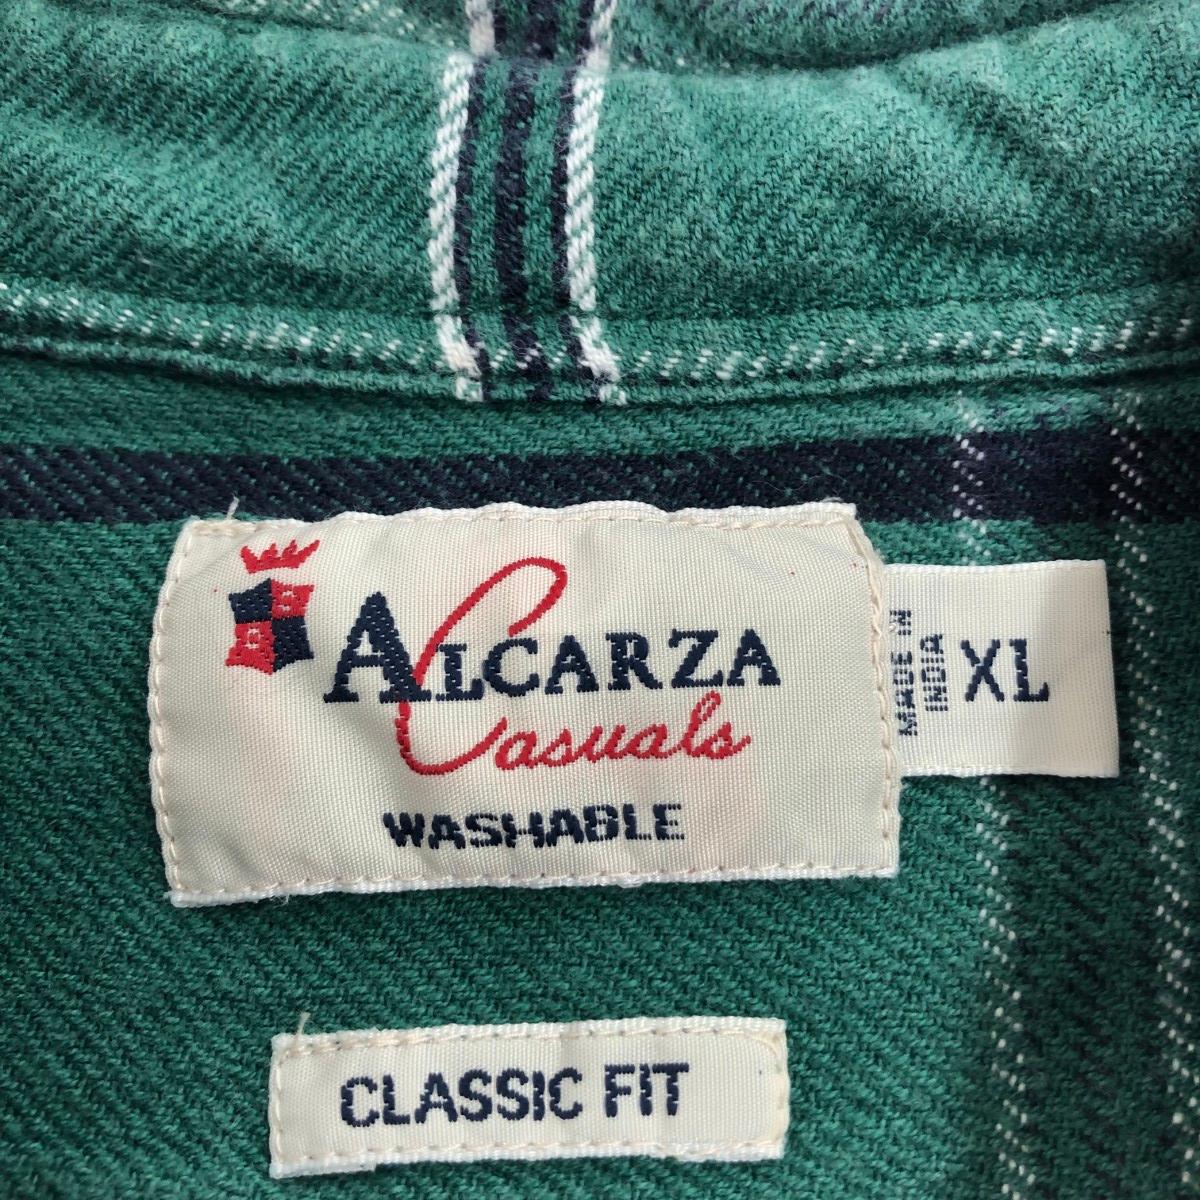 ALCARZA
Casuals
WASHABLE
MADE IN
INDIA
XL
CLASSIC FIT